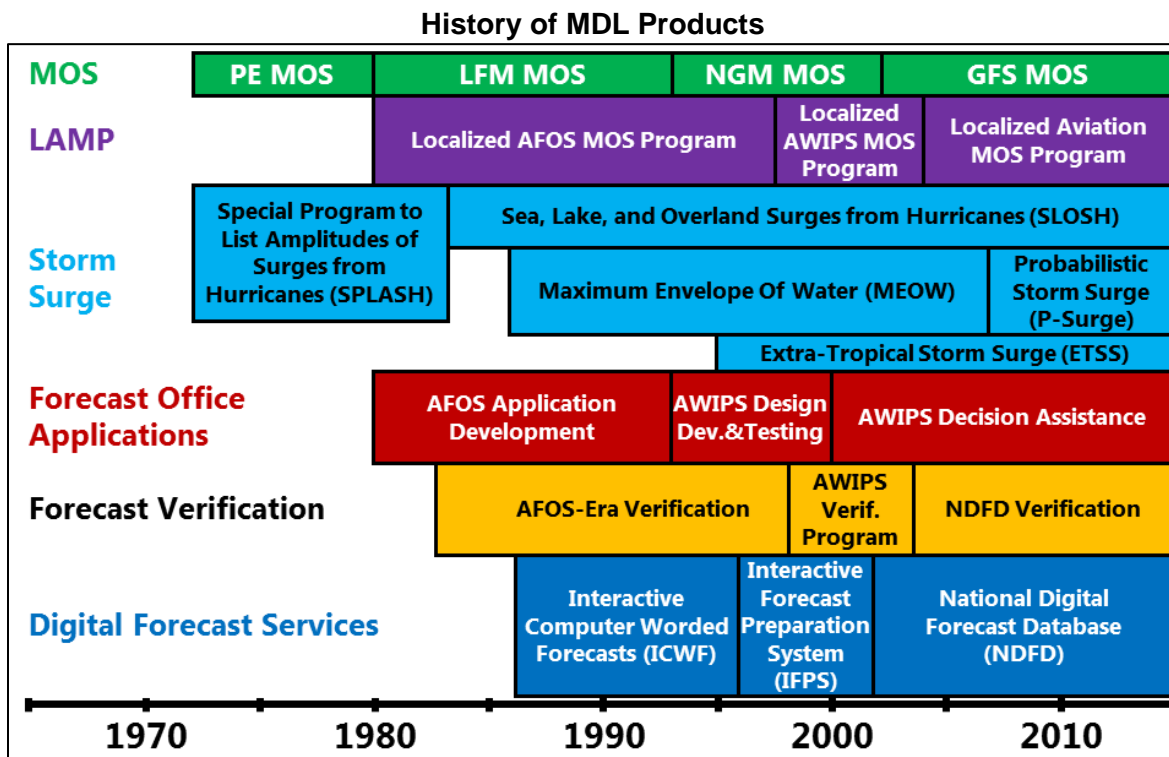 History of MDL Products
MOS
PE MOS
LFM MOS
NGM MOS
GFS MOS
LAMP
Localized AFOS MOS Program
Localized
AWIPS MOS
Program
Localized Aviation
MOS Program
Storm
Surge
Special Program to
List Amplitudes of
Surges from
Hurricanes (SPLASH)
Sea, Lake, and Overland Surges from Hurricanes (SLOSH)
Maximum Envelope Of Water (MEOW)
Probabilistic
Storm Surge
(P-Surge)
Extra-Tropical Storm Surge (ETSS)
Forecast Office
Applications
AFOS Application
Development
AWIPS Design
Dev.&Testing
AWIPS Decision Assistance
Forecast Verification
AFOS-Era Verification
AWIPS
Verif.
Program
NDFD Verification
Digital Forecast Services
Interactive
Computer Worded
Forecasts (ICWF)
Interactive
Forecast
Preparation
System
(IFPS)
National Digital
Forecast Database
(NDFD)
1970
1980
1990
2000
2010